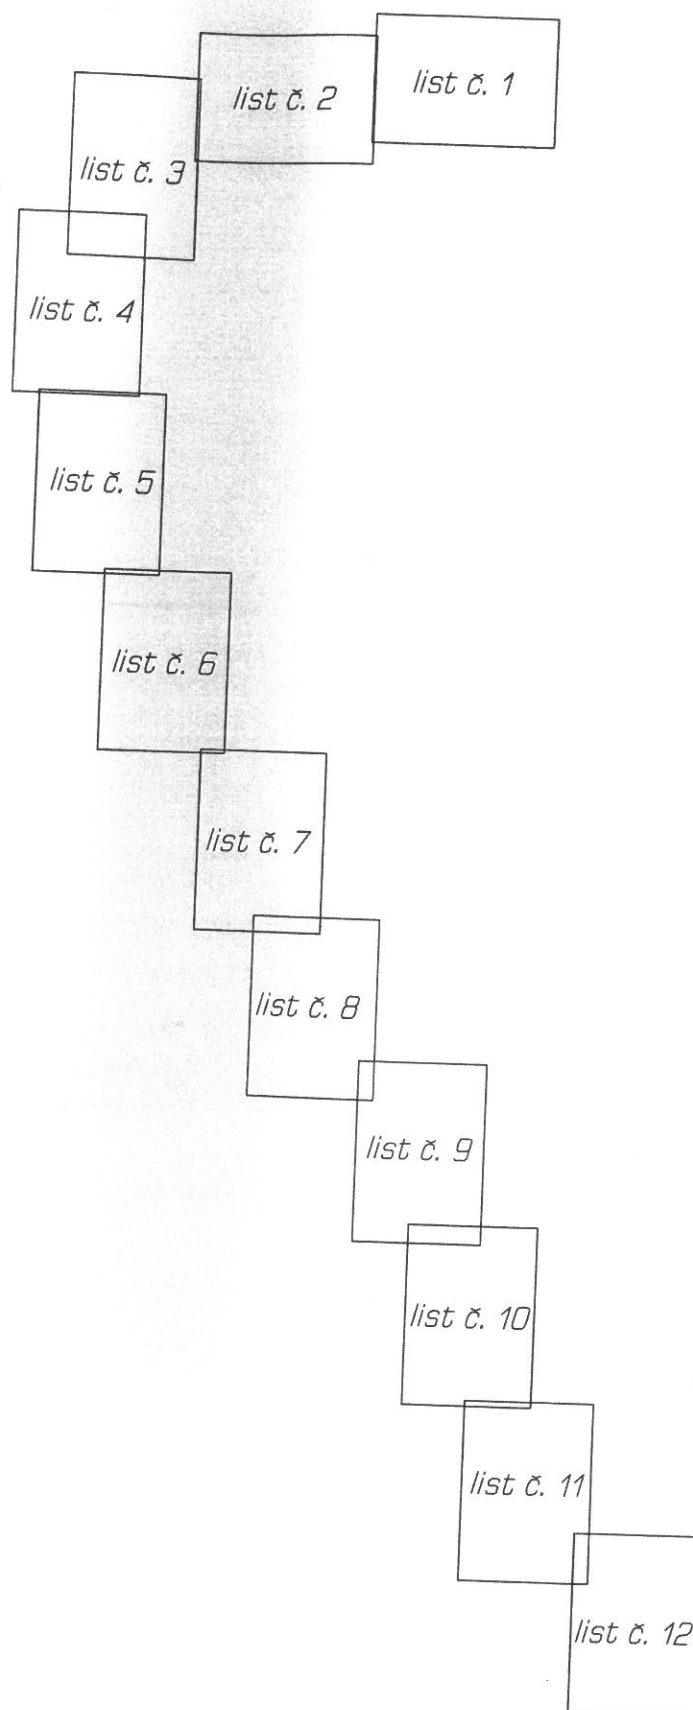 list č. 1
list č. 2
list č. 3
list č. 4
list č. 5
list č. 6
list č. 7
list č. 8
list č. 9
list č. 10
list č. 11
list č. 12